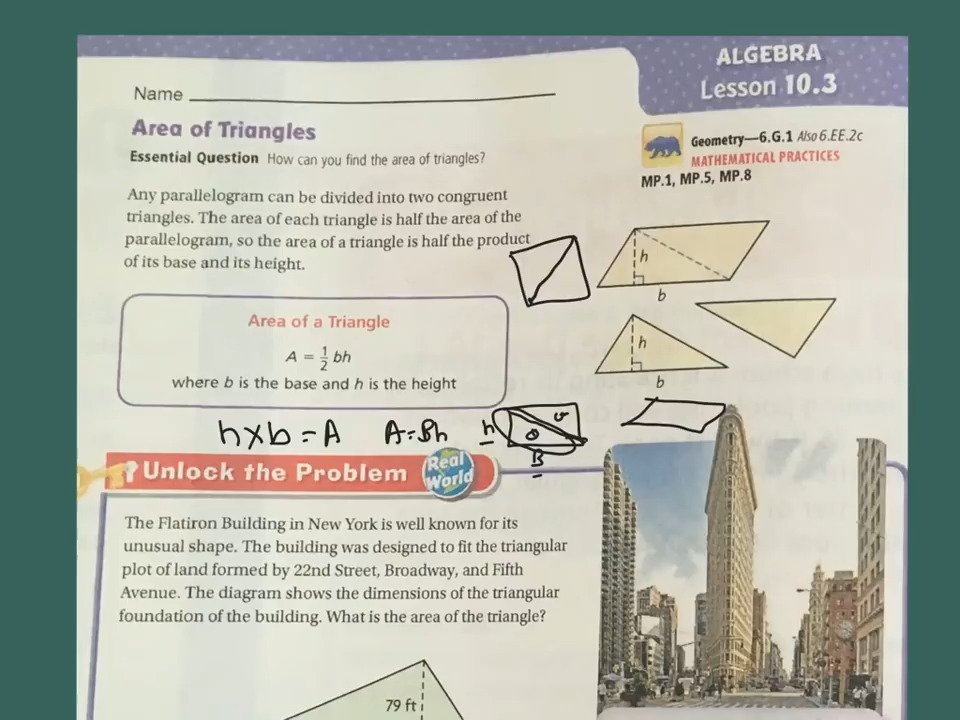 ALGEBRA
Lesson 10.3
Name
Area of Triangles
Essential Question How can you find the area of triangles?
Geometry—6.G.1 Also 6.EE.2c
MATHEMATICAL PRACTICES
MP.1, MP.5, MP.8
Any parallelogram can be divided into two congruent
triangles. The area of each triangle is half the area of the
parallelogram, so the area of a triangle is half the product
of its base and its height.
h
b
h
b
Area of a Triangle
A = 1/2 bh
where b is the base and h is the height
h x b = A A = Bh h
B
? Unlock the Problem Real World
The Flatiron Building in New York is well known for its
unusual shape. The building was designed to fit the triangular
plot of land formed by 22nd Street, Broadway, and Fifth
Avenue. The diagram shows the dimensions of the triangular
foundation of the building. What is the area of the triangle?
79 ft